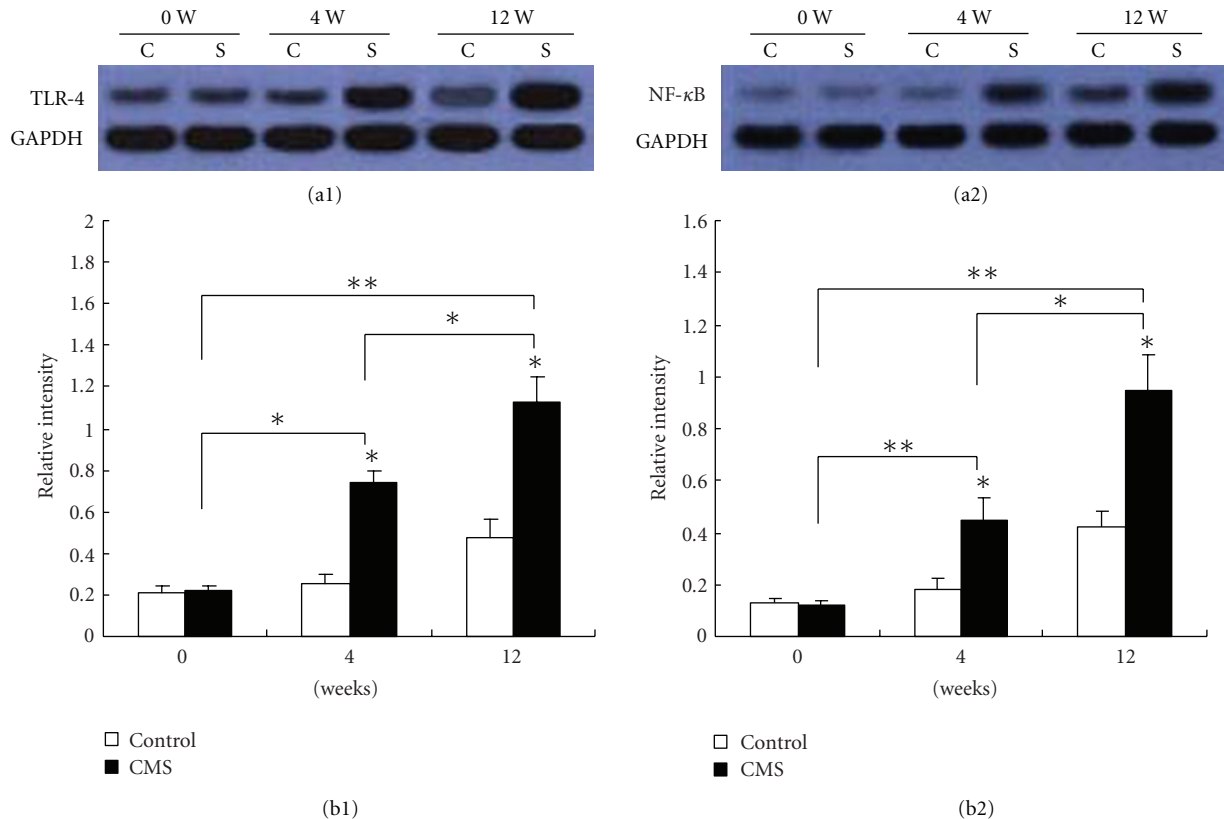 0 W 4 W 12 W
C S C S C S
TLR-4
GAPDH
(a1)
0 W 4 W 12 W
C S C S C S
NF-κB
GAPDH
(a2)
2
1.8
1.6
1.4
1.2
1
0.8
0.6
0.4
0.2
0
Relative intensity
**
*
*
*
*
0 4 12
(weeks)
Control
CMS
(b1)
1.6
1.4
1.2
1
0.8
0.6
0.4
0.2
0
Relative intensity
**
*
*
**
*
0 4 12
(weeks)
Control
CMS
(b2)